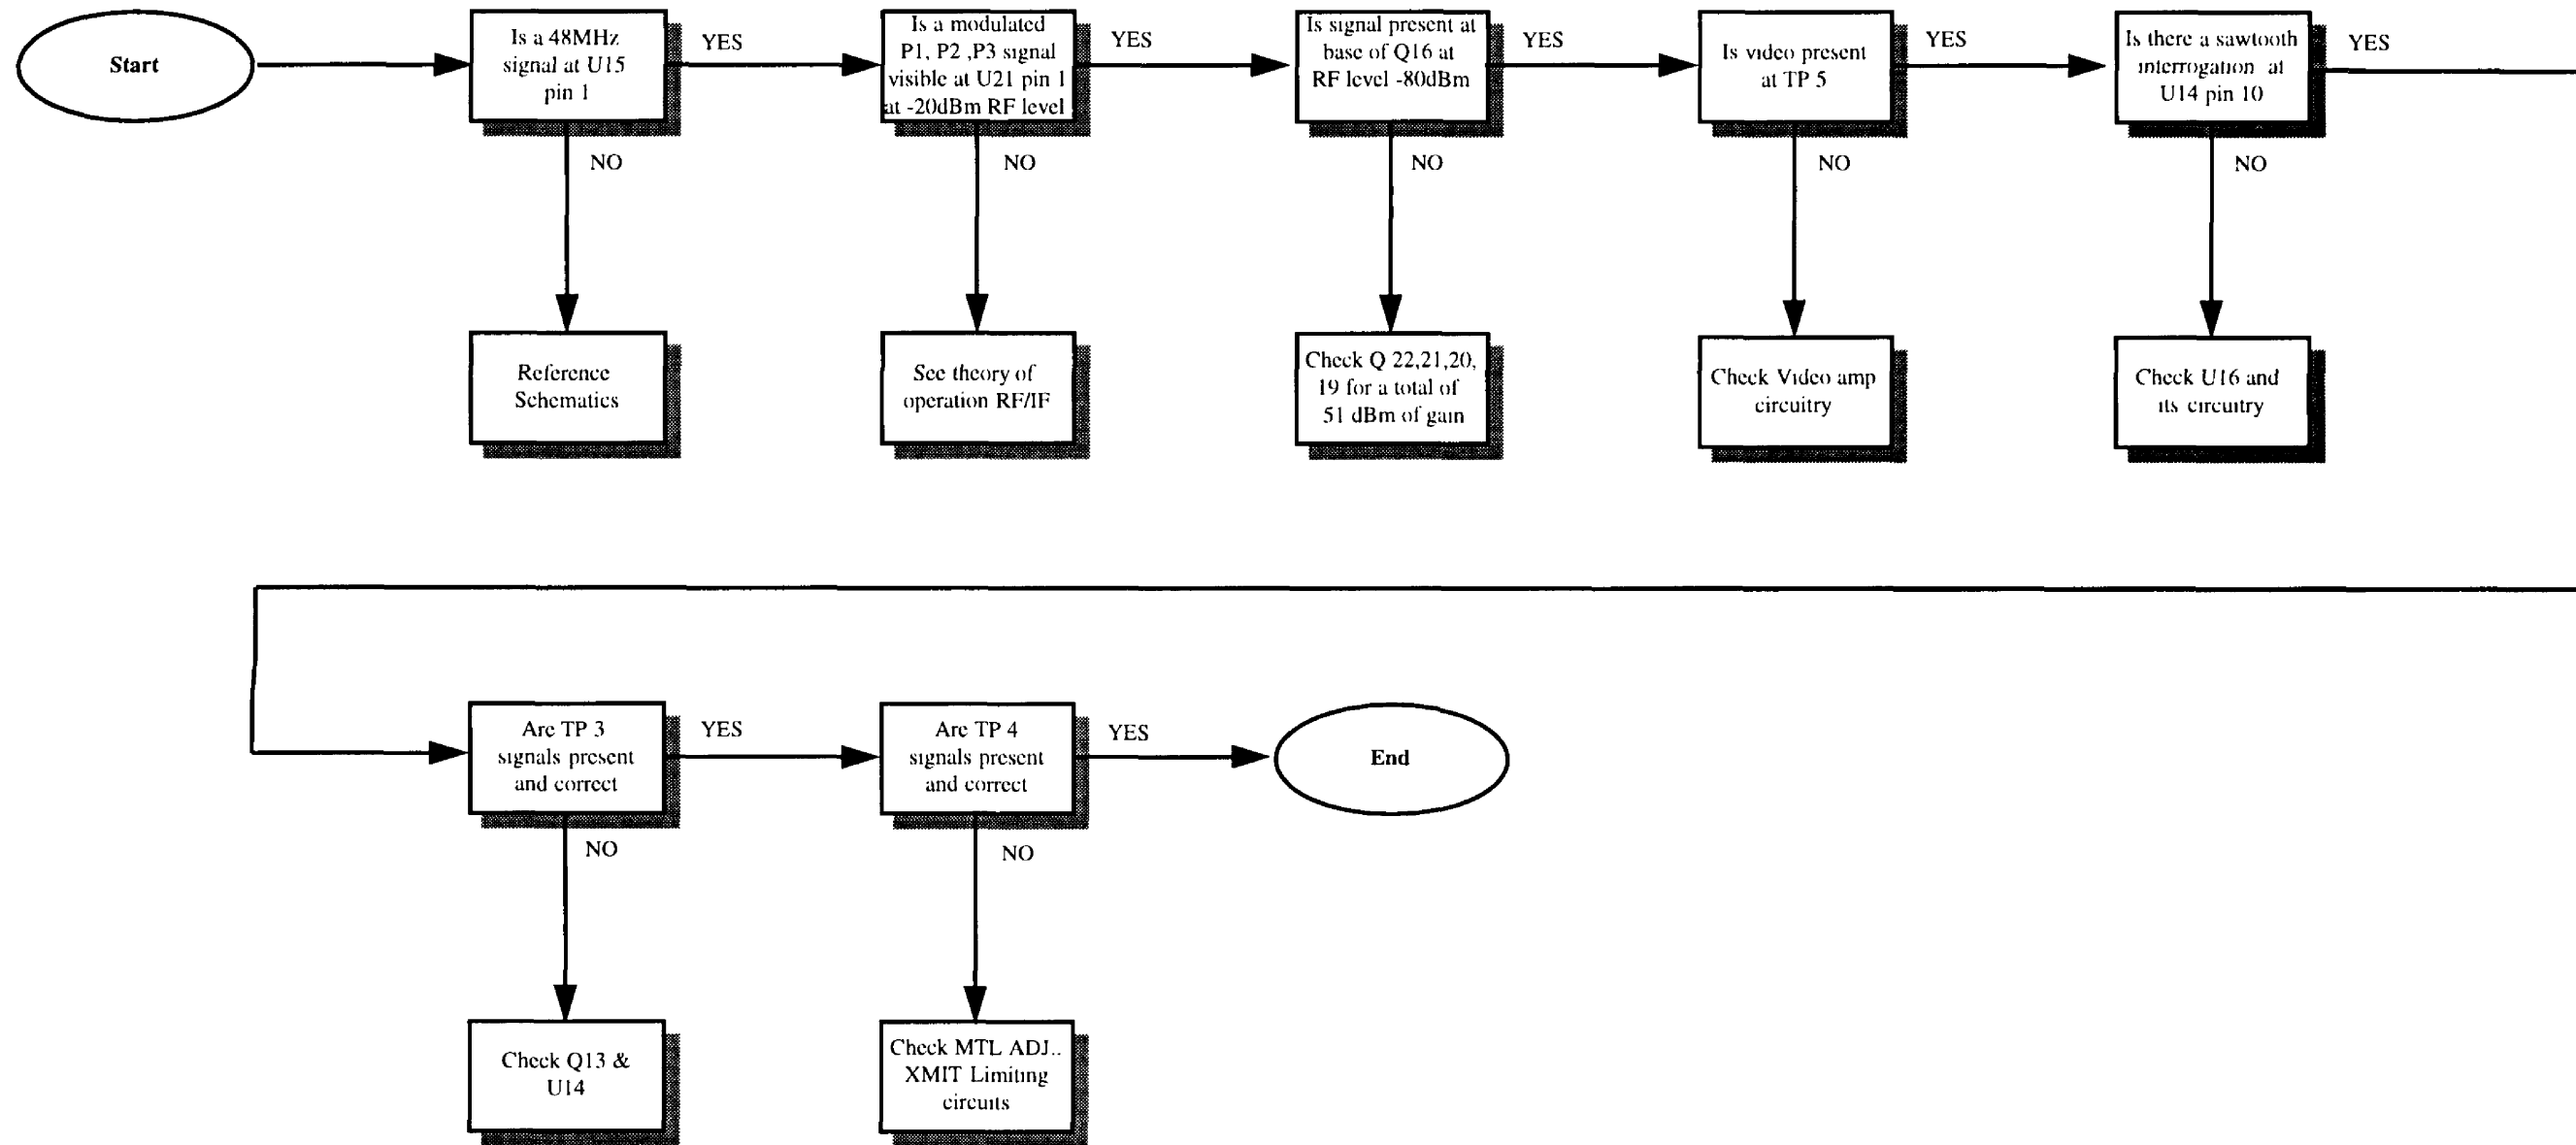 Start
Is a 48MHz
signal at U15
pin 1
YES
NO
Is a modulated
P1, P2 ,P3 signal
visible at U21 pin 1
at -20dBm RF level
YES
NO
Is signal present at
base of Q16 at
RF level -80dBm
YES
NO
Is video present
at TP 5
YES
NO
Is there a sawtooth
interrogation at
U14 pin 10
YES
NO
Reference
Schematics
See theory of
operation RF/IF
Check Q 22,21,20,
19 for a total of
51 dBm of gain
Check Video amp
circuitry
Check U16 and
its circuitry
Are TP 3
signals present
and correct
YES
NO
Are TP 4
signals present
and correct
YES
NO
End
Check Q13 &
U14
Check MTL ADJ..
XMIT Limiting
circuits